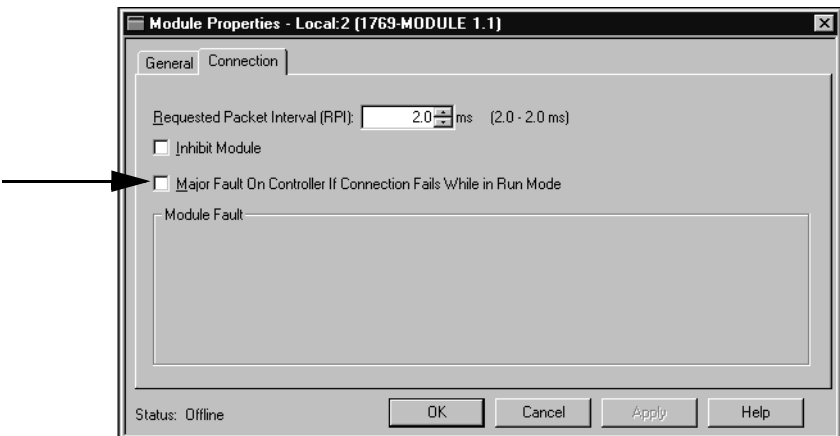 Module Properties - Local:2 (1769-MODULE 1.1)
General Connection
Requested Packet Interval (RPI): 2.0 ms (2.0 - 2.0 ms)
Inhibit Module
Major Fault On Controller If Connection Fails While in Run Mode
Module Fault
Status: Offline OK Cancel Apply Help